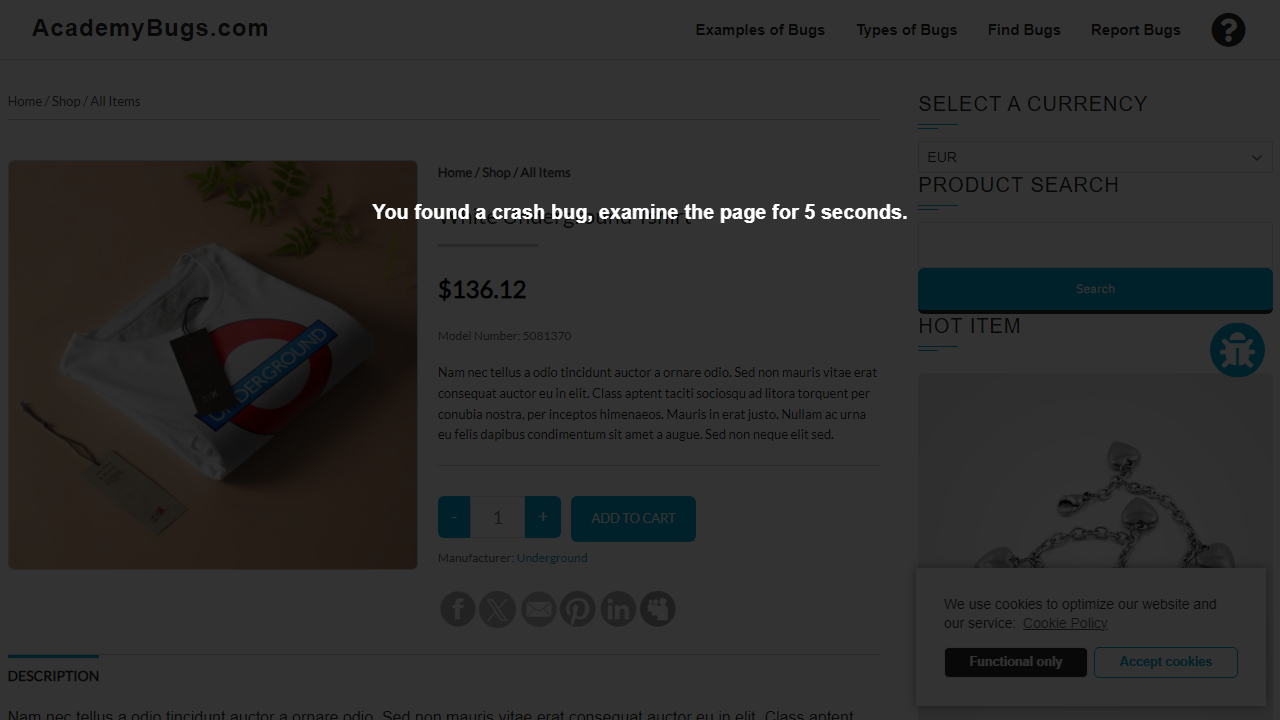 AcademyBugs.com
Examples of Bugs
Types of Bugs
Find Bugs
Report Bugs
?
Home / Shop / All Items
UNDERGROUND
Home / Shop / All Items
White Underground Tshirt
You found a crash bug, examine the page for 5 seconds.
$136.12
Model Number: 5081370
Nam nec tellus a odio tincidunt auctor a ornare odio. Sed non mauris vitae erat
consequat auctor eu in elit. Class aptent taciti sociosqu ad litora torquent per
conubia nostra, per inceptos himenaeos. Mauris in erat justo. Nullam ac urna
eu felis dapibus condimentum sit amet a augue. Sed non neque elit sed.
- 1 +
ADD TO CART
Manufacturer: Underground
DESCRIPTION
Nam nec tellus a odio tincidunt auctor a ornare odio. Sed non mauris vitae erat consequat auctor eu in elit. Class aptent
SELECT A CURRENCY
EUR
PRODUCT SEARCH
Search
HOT ITEM
We use cookies to optimize our website and
our service: Cookie Policy
Functional only
Accept cookies